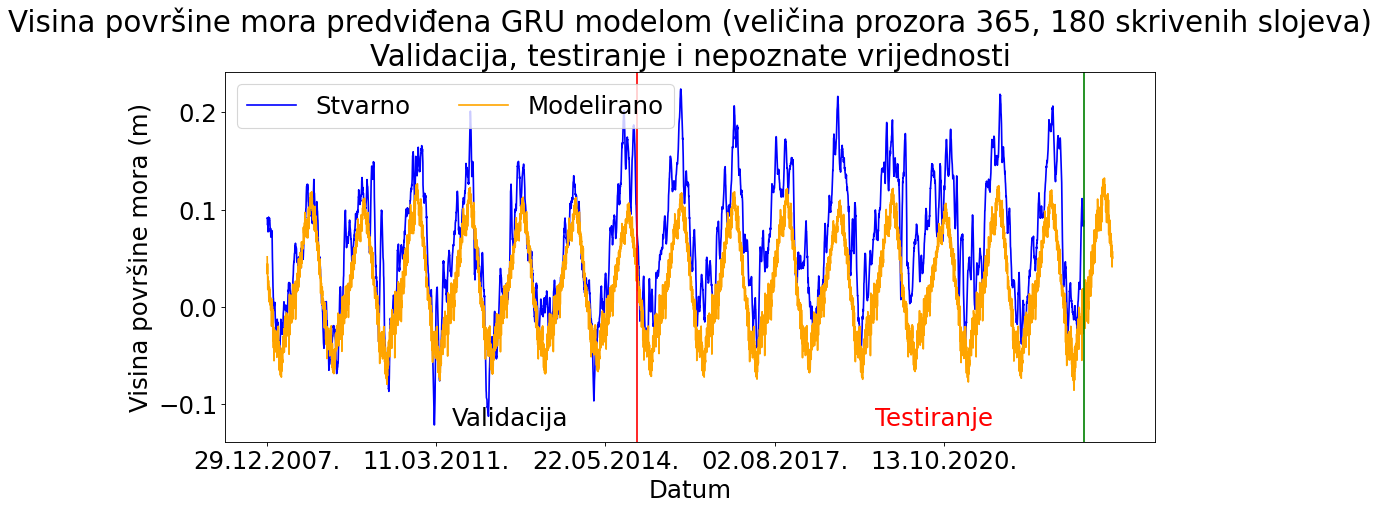 Visina površine mora predviđena GRU modelom (veličina prozora 365, 180 skrivenih slojeva)
Validacija, testiranje i nepoznate vrijednosti
Stvarno
Modelirano
Visina površine mora (m)
0.2
0.1
0.0
−0.1
Validacija
Testiranje
29.12.2007.
11.03.2011.
22.05.2014.
02.08.2017.
13.10.2020.
Datum